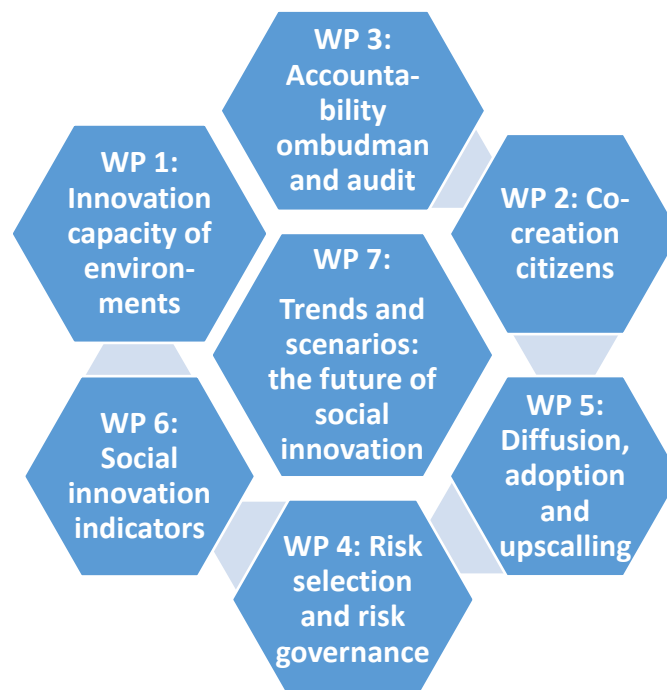 WP 3:
Accounta-
bility
ombudman
and audit
WP 1:
Innovation
capacity of
environ-
ments
WP 2: Co-
creation
citizens
WP 7:
Trends and
scenarios:
the future of
social
innovation
WP 6:
Social
innovation
indicators
WP 5:
Diffusion,
adoption
and
upscalling
WP 4: Risk
selection
and risk
governance